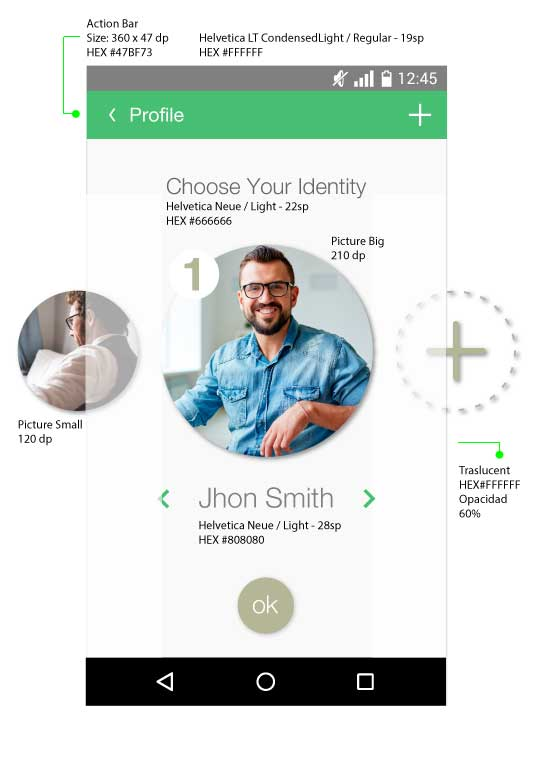 Action Bar
Size: 360 x 47 dp
HEX #47BF73
Helvetica LT CondensedLight / Regular - 19sp
HEX #FFFFFF
12:45
Profile
Choose Your Identity
Helvetica Neue / Light - 22sp
HEX #666666
Picture Big
210 dp
1
Picture Small
120 dp
Traslucent
HEX#FFFFFF
Opacidad
60%
Jhon Smith
Helvetica Neue / Light - 28sp
HEX #808080
ok